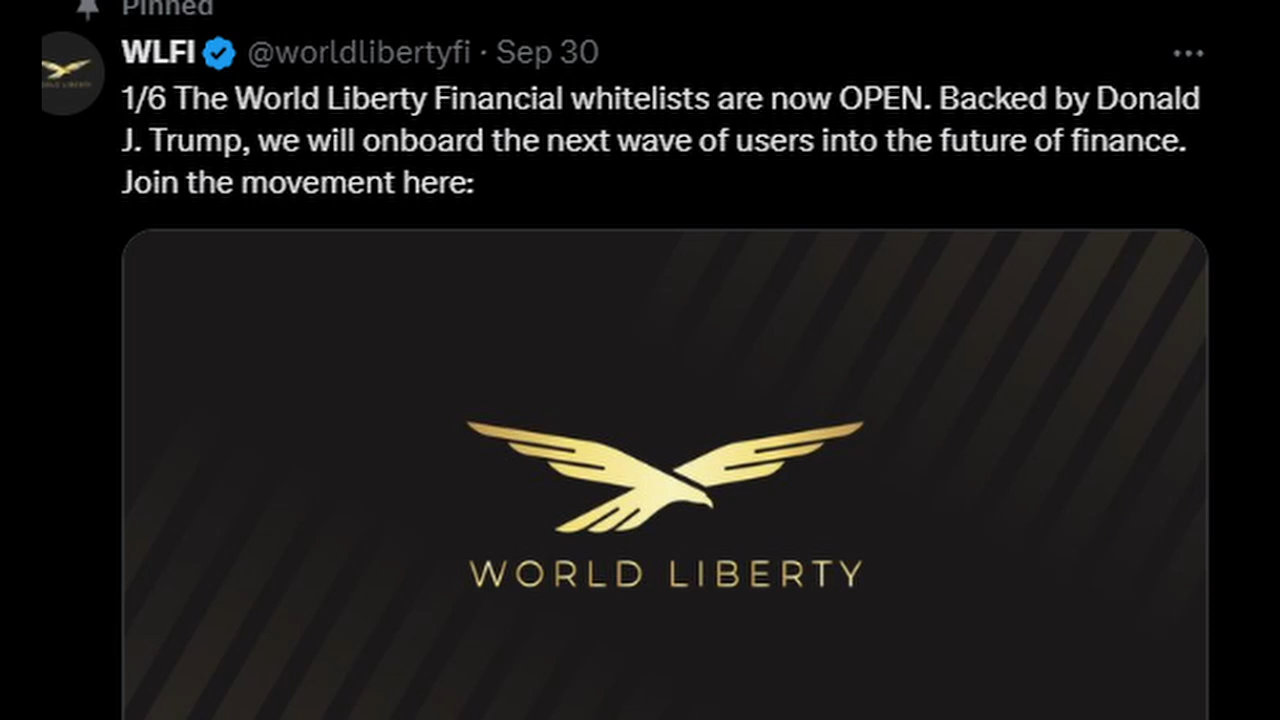 Pinned
WLFI @worldlibertyfi · Sep 30
1/6 The World Liberty Financial whitelists are now OPEN. Backed by Donald
J. Trump, we will onboard the next wave of users into the future of finance.
Join the movement here:
WORLD LIBERTY